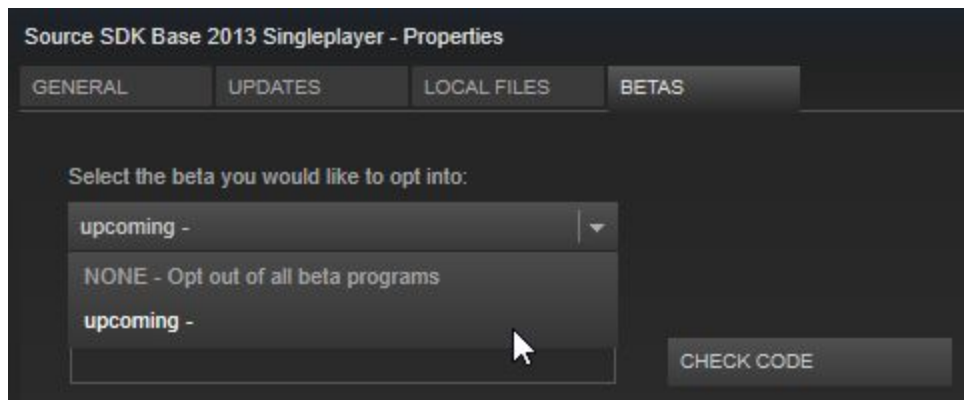 Source SDK Base 2013 Singleplayer - Properties
GENERAL UPDATES LOCAL FILES BETAS
Select the beta you would like to opt into:
upcoming -
NONE - Opt out of all beta programs
upcoming -
CHECK CODE